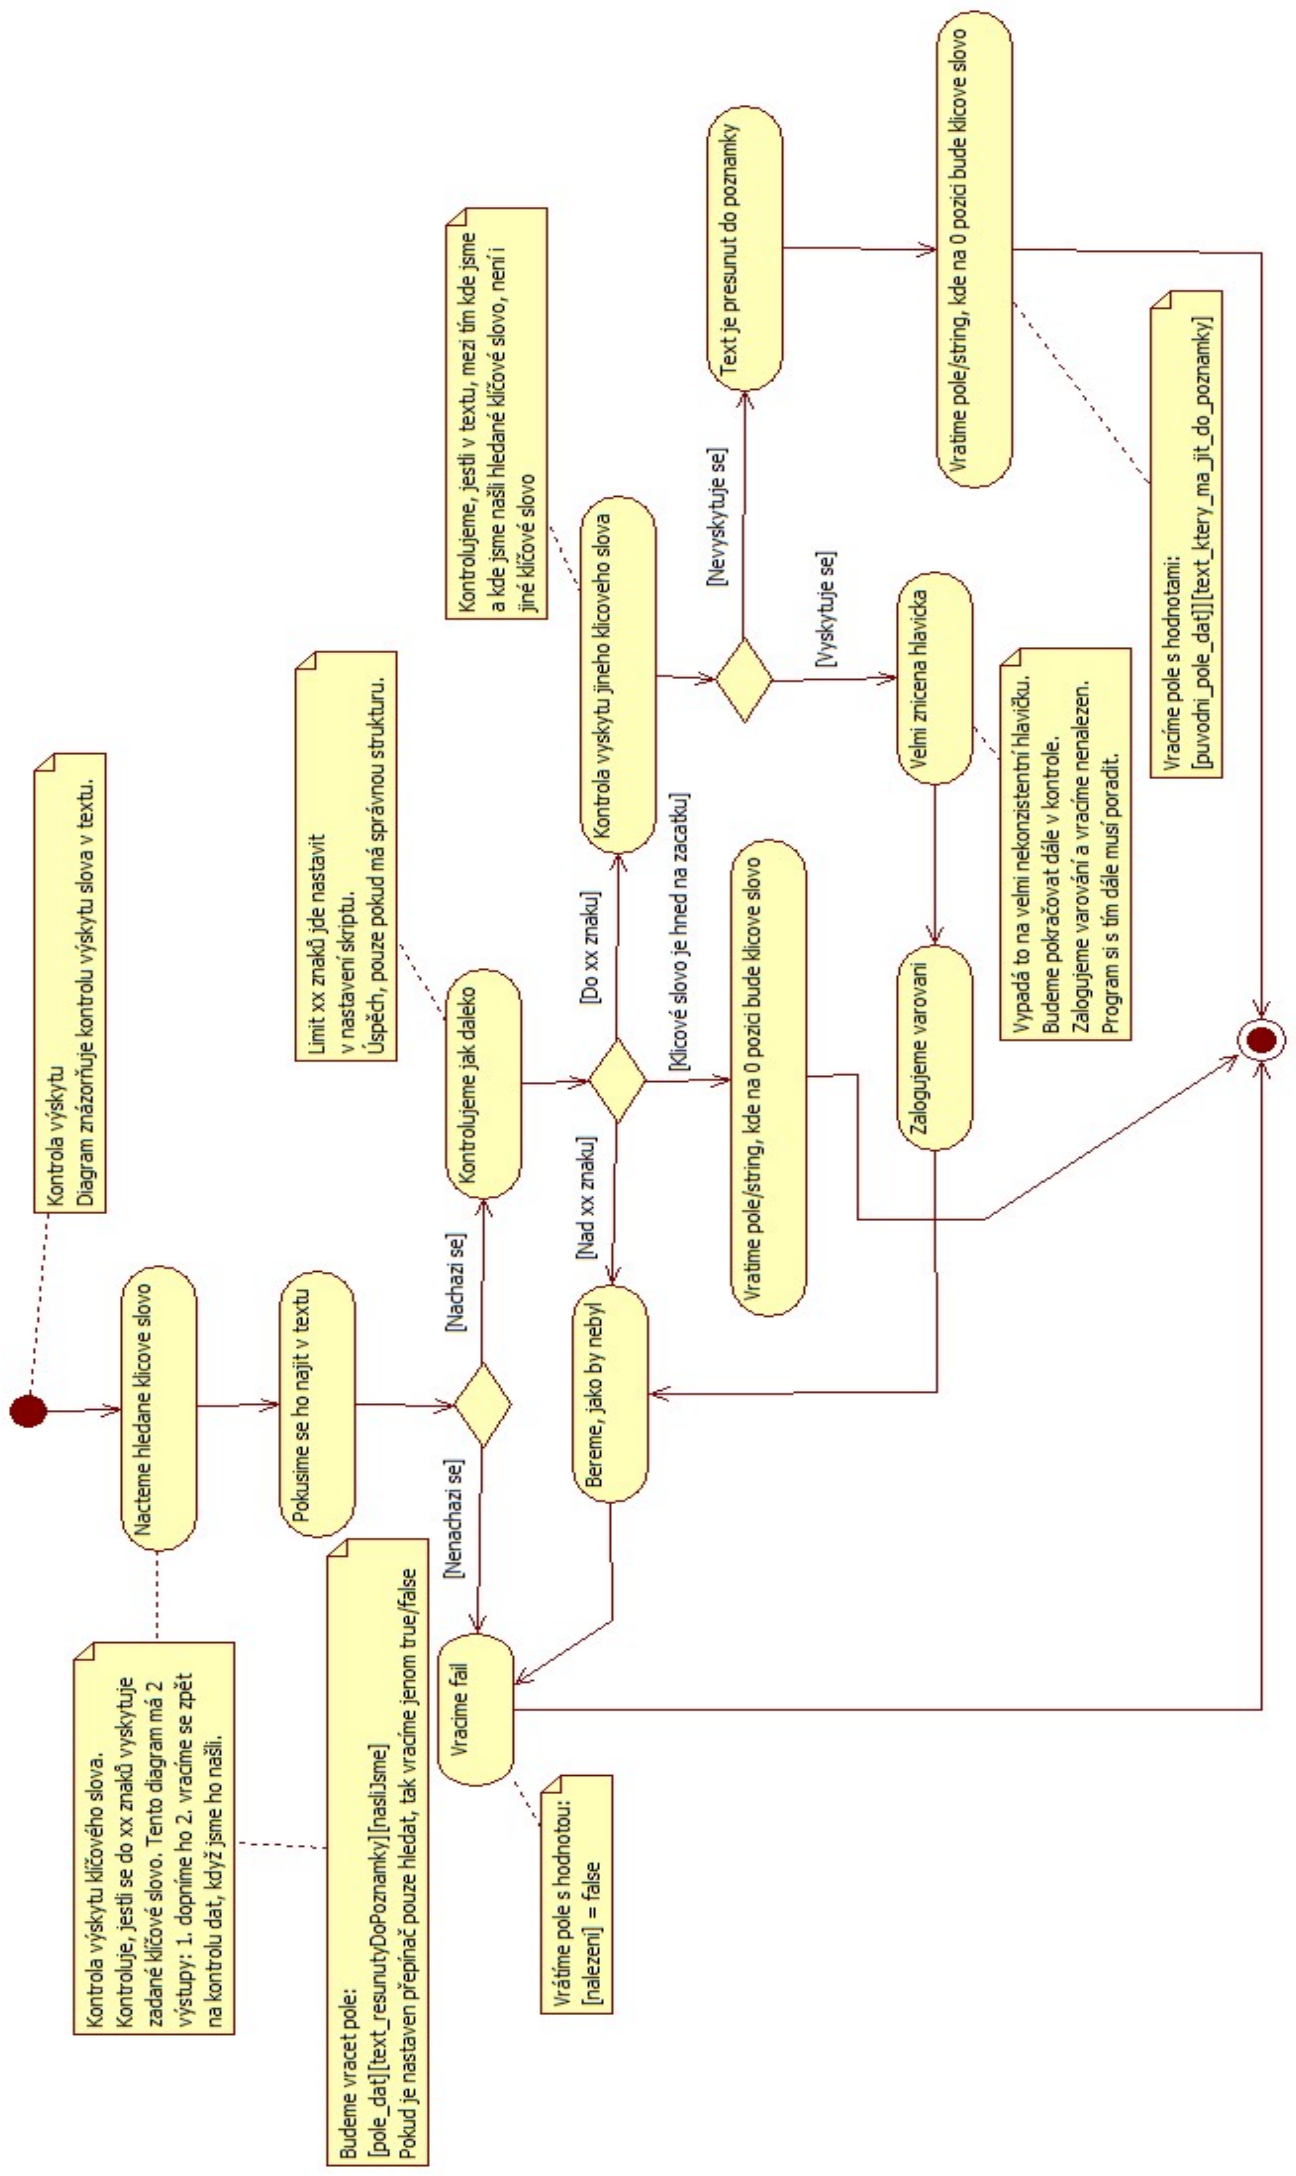 Kontrola výskytu
Diagram znázorňuje kontrolu výskytu slova v textu.
Kontrola výskytu klíčového slova.
Kontroluje, jestli se do xx znaků vyskytuje
zadané klíčové slovo. Tento diagram má 2
výstupy: 1. dopníme ho 2. vracíme se zpět
na kontrolu dat, když jsme ho našli.
Nacteme hledane klicove slovo
Pokusime se ho najit v textu
Budeme vracet pole:
[pole_dat][text_resunutyDoPoznamky][nasliJsme]
Pokud je nastaven přepínač pouze hledat, tak vracíme jenom true/false
Limit xx znaků jde nastavit
v nastavení skriptu.
Úspěch, pouze pokud má správnou strukturu.
[Nenachazi se]
[Nachazi se]
Vracime fail
Kontrolujeme jak daleko
Kontrolujeme, jestli v textu, mezi tím kde jsme
a kde jsme našli hledané klíčové slovo, není i
jiné klíčové slovo
Vrátíme pole s hodnotou:
[nalezeni] = false
Bereme, jako by nebyl
[Nad xx znaku]
[Do xx znaku]
Kontrola vyskytu jineho klicoveho slova
[Klicové slovo je hned na zacatku]
Vratime pole/string, kde na 0 pozici bude klicove slovo
[Nevyskytuje se]
Text je presunut do poznamky
[Vyskytuje se]
Zalogujeme varovani
Velmi znicena hlavicka
Vratime pole/string, kde na 0 pozici bude klicove slovo
Vypadá to na velmi nekonzistentní hlavičku.
Budeme pokračovat dále v kontrole.
Zalogujeme varování a vracíme nenalezen.
Program si s tím dále musí poradit.
Vracíme pole s hodnotami:
[puvodni_pole_dat]][text_ktery_ma_jit_do_poznamky]